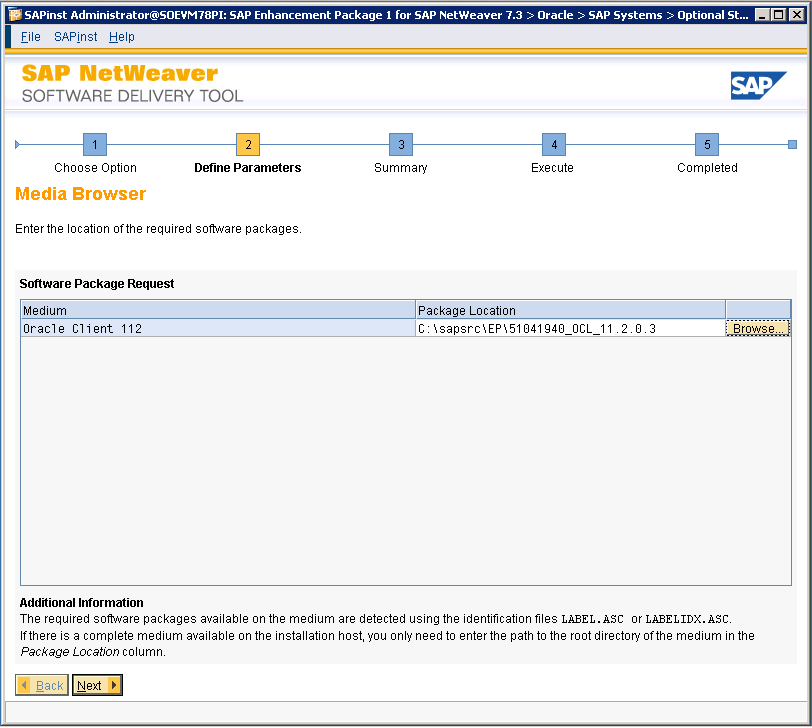 SAPinst Administrator@SOEVM78PI: SAP Enhancement Package 1 for SAP NetWeaver 7.3 > Oracle > SAP Systems > Optional St...
File SAPinst Help
SAP NetWeaver
SOFTWARE DELIVERY TOOL
SAP
1 2 3 4 5
Choose Option Define Parameters Summary Execute Completed
Media Browser
Enter the location of the required software packages.
Software Package Request
Medium Package Location
Oracle Client 112 C:\sapsrc\EP\51041940_OCL_11.2.0.3 Browse...
Additional Information
The required software packages available on the medium are detected using the identification files LABEL.ASC or LABELIDX.ASC.
If there is a complete medium available on the installation host, you only need to enter the path to the root directory of the medium in the
Package Location column.
Back Next